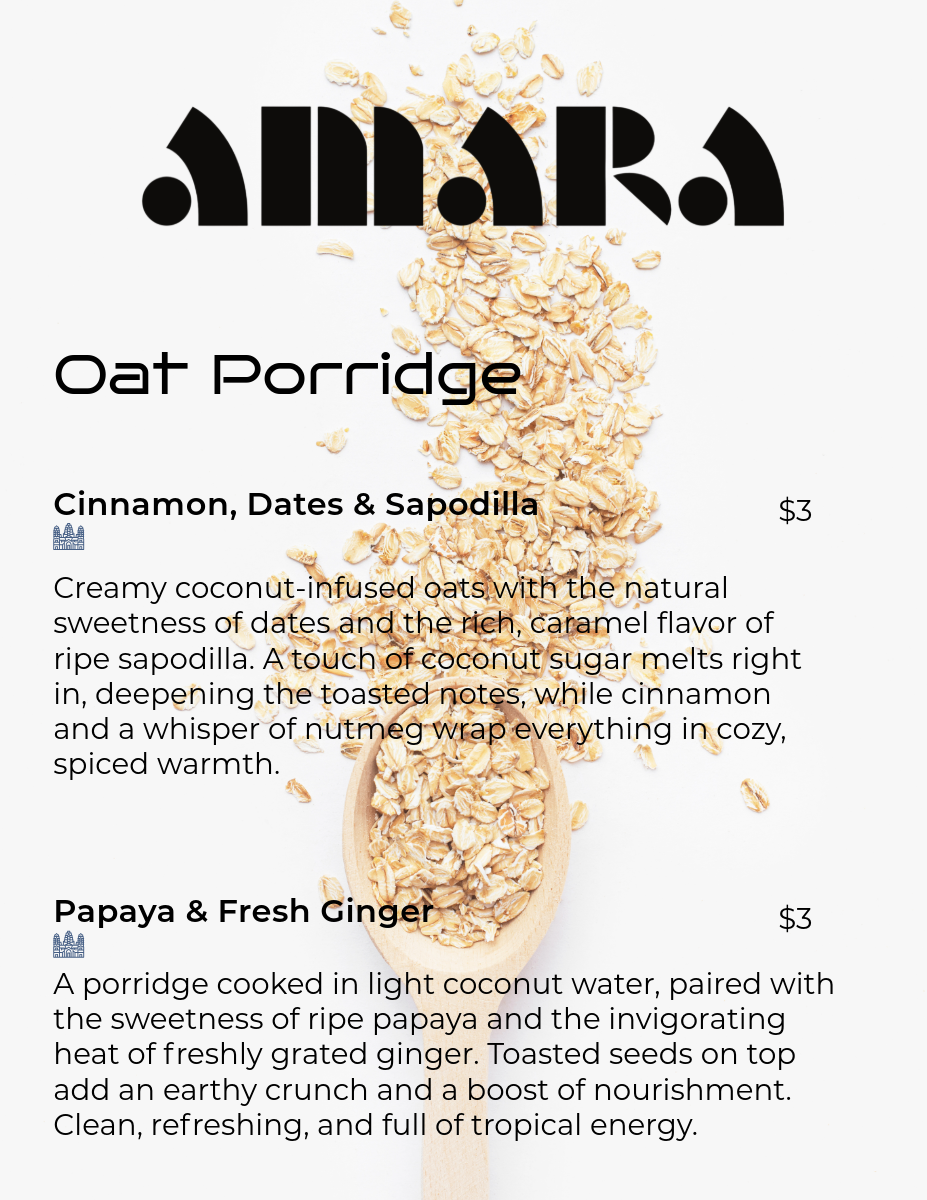 AMARA
Oat Porridge
Cinnamon, Dates & Sapodilla
$3
Creamy coconut-infused oats with the natural
sweetness of dates and the rich, caramel flavor of
ripe sapodilla. A touch of coconut sugar melts right
in, deepening the toasted notes, while cinnamon
and a whisper of nutmeg wrap everything in cozy,
spiced warmth.
Papaya & Fresh Ginger
$3
A porridge cooked in light coconut water, paired with
the sweetness of ripe papaya and the invigorating
heat of freshly grated ginger. Toasted seeds on top
add an earthy crunch and a boost of nourishment.
Clean, refreshing, and full of tropical energy.